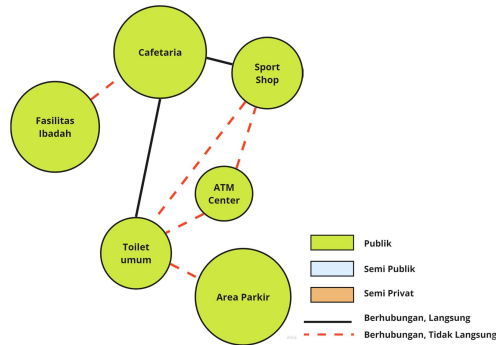 Cafetaria
Sport
Shop
Fasilitas
Ibadah
ATM
Center
Toilet
umum
Area Parkir
Publik
Semi Publik
Semi Privat
Berhubungan, Langsung
Berhubungan, Tidak Langsung